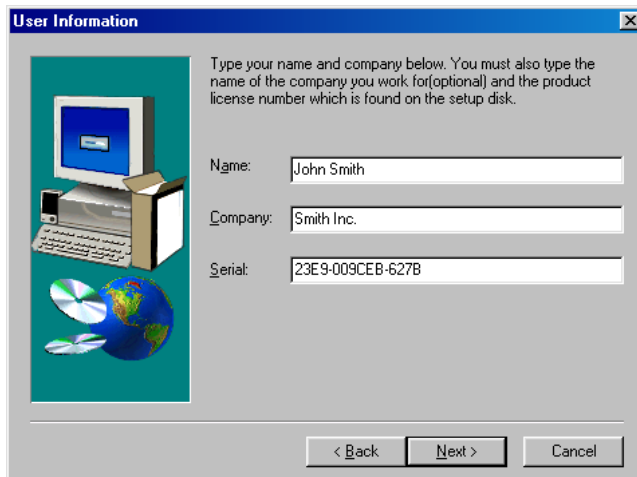 User Information
Type your name and company below. You must also type the
name of the company you work for(optional) and the product
license number which is found on the setup disk.
Name: John Smith
Company: Smith Inc.
Serial: 23E9-009CEB-627B
< Back Next > Cancel